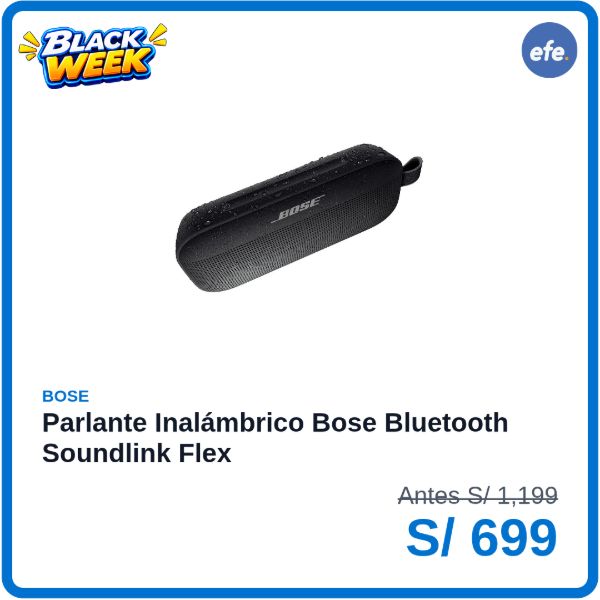 BLACK
WEEK
efe.
BOSE
BOSE
Parlante Inalámbrico Bose Bluetooth
Soundlink Flex
Antes S/ 1,199
S/ 699